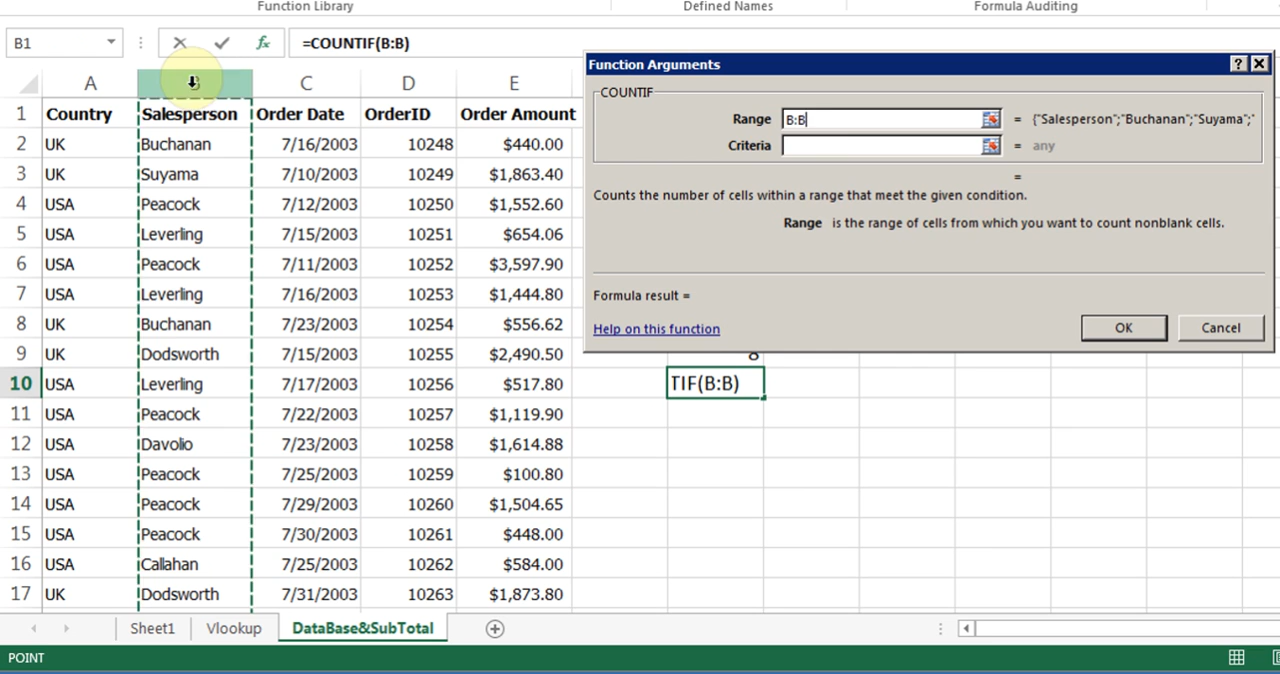 Function Library Defined Names Formula Auditing
B1 fx =COUNTIF(B:B)
Function Arguments ?
COUNTIF
Range B:B = {"Salesperson";"Buchanan";"Suyama";"
Criteria = any
=
Counts the number of cells within a range that meet the given condition.
Range is the range of cells from which you want to count nonblank cells.
Formula result =
Help on this function OK Cancel
A B C D E
1 Country Salesperson Order Date OrderID Order Amount
2 UK Buchanan 7/16/2003 10248 $440.00
3 UK Suyama 7/10/2003 10249 $1,863.40
4 USA Peacock 7/12/2003 10250 $1,552.60
5 USA Leverling 7/15/2003 10251 $654.06
6 USA Peacock 7/11/2003 10252 $3,597.90
7 USA Leverling 7/16/2003 10253 $1,444.80
8 UK Buchanan 7/23/2003 10254 $556.62
9 UK Dodsworth 7/15/2003 10255 $2,490.50 8
10 USA Leverling 7/17/2003 10256 $517.80 TIF(B:B)
11 USA Peacock 7/22/2003 10257 $1,119.90
12 USA Davolio 7/23/2003 10258 $1,614.88
13 USA Peacock 7/25/2003 10259 $100.80
14 USA Peacock 7/29/2003 10260 $1,504.65
15 USA Peacock 7/30/2003 10261 $448.00
16 USA Callahan 7/25/2003 10262 $584.00
17 UK Dodsworth 7/31/2003 10263 $1,873.80
Sheet1 Vlookup DataBase&SubTotal
POINT